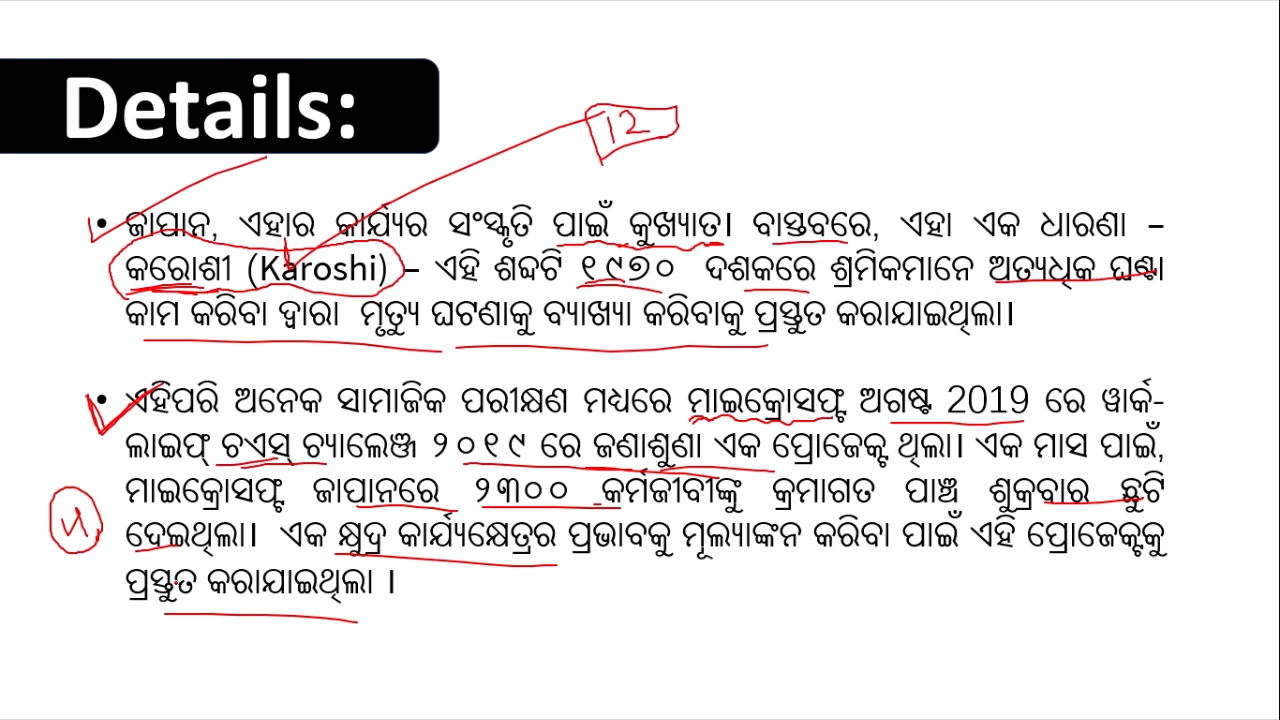 Details:
12
• ଜାପାନ, ଏହାର କାର୍ଯ୍ୟର ସଂସ୍କୃତି ପାଇଁ କୁଖ୍ୟାତ। ବାସ୍ତବରେ, ଏହା ଏକ ଧାରଣା –
କରୋଶୀ (Karoshi) – ଏହି ଶବ୍ଦଟି ୧୯୭୦ ଦଶକରେ ଶ୍ରମିକମାନେ ଅତ୍ୟଧିକ ଘଣ୍ଟା
କାମ କରିବା ଦ୍ୱାରା ମୃତ୍ୟୁ ଘଟଣାକୁ ବ୍ୟାଖ୍ୟା କରିବାକୁ ପ୍ରସ୍ତୁତ କରାଯାଇଥିଲା।
• ଏହିପରି ଅନେକ ସାମାଜିକ ପରୀକ୍ଷଣ ମଧ୍ୟରେ ମାଇକ୍ରୋସଫ୍ଟ ଅଗଷ୍ଟ 2019 ରେ ୱାର୍କ-
ଲାଇଫ୍ ଚଏସ୍ ଚ୍ୟାଲେଞ୍ଜ ୨୦୧୯ ରେ ଜଣାଶୁଣା ଏକ ପ୍ରୋଜେକ୍ଟ ଥିଲା। ଏକ ମାସ ପାଇଁ,
ମାଇକ୍ରୋସଫ୍ଟ ଜାପାନରେ ୨୩୦୦ କର୍ମଜୀବୀଙ୍କୁ କ୍ରମାଗତ ପାଞ୍ଚ ଶୁକ୍ରବାର ଛୁଟି
ଦେଇଥିଲା। ଏକ କ୍ଷୁଦ୍ର କାର୍ଯ୍ୟକ୍ଷେତ୍ରର ପ୍ରଭାବକୁ ମୂଲ୍ୟାଙ୍କନ କରିବା ପାଇଁ ଏହି ପ୍ରୋଜେକ୍ଟକୁ
ପ୍ରସ୍ତୁତ କରାଯାଇଥିଲା ।